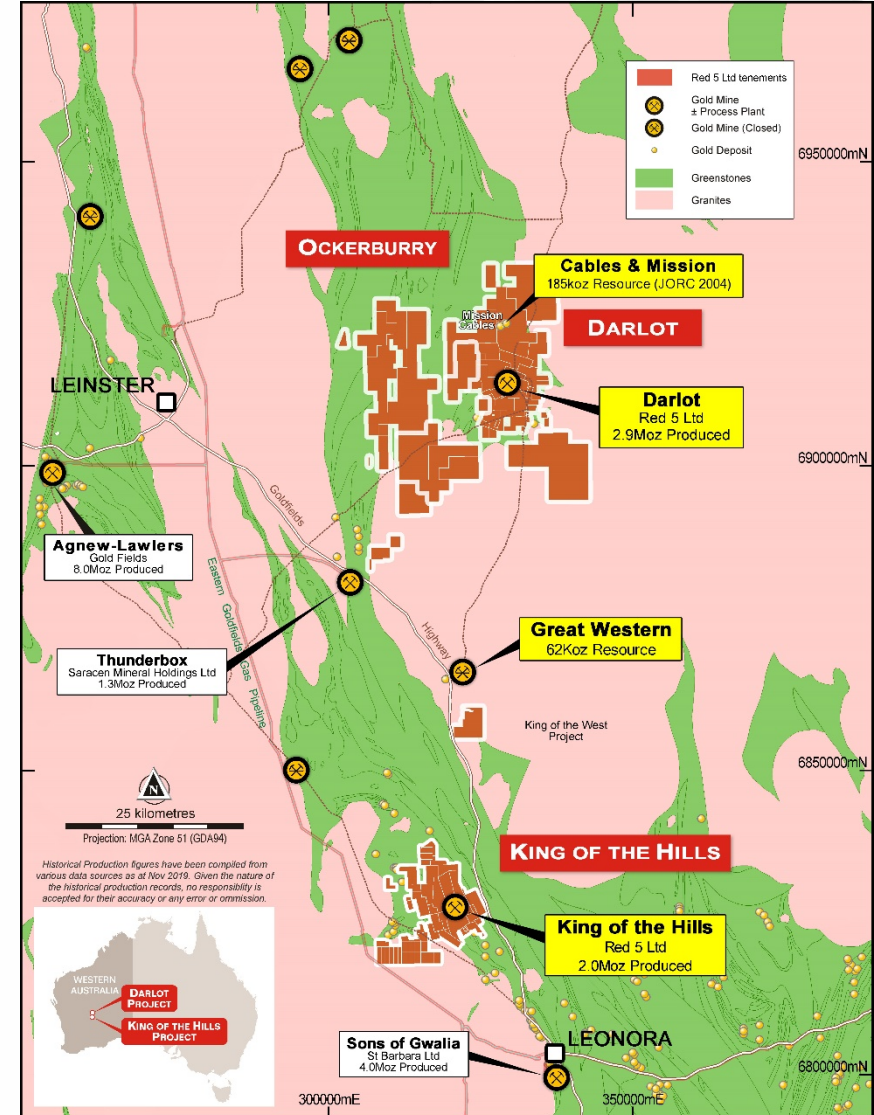 Red 5 Ltd tenements
Gold Mine
± Process Plant
Gold Mine (Closed)
Gold Deposit
Greenstones
Granites
6950000mN
OCKERBURRY
Cables & Mission
185koz Resource (JORC 2004)
Mission
Cables
DARLOT
LEINSTER
Darlot
Red 5 Ltd
2.9Moz Produced
6900000mN
Goldfields
Highway
Agnew-Lawlers
Gold Fields
8.0Moz Produced
Eastern Goldfields Gas Pipeline
Thunderbox
Saracen Mineral Holdings Ltd
1.3Moz Produced
Great Western
62Koz Resource
King of the West
Project
6850000mN
N
25 kilometres
Projection: MGA Zone 51 (GDA94)
Historical Production figures have been compiled from
various data sources as at Nov 2019. Given the nature of
the historical production records, no responsiblity is
accepted for their accuracy or any error or ommission.
KING OF THE HILLS
King of the Hills
Red 5 Ltd
2.0Moz Produced
WESTERN
AUSTRALIA
DARLOT
PROJECT
KING OF THE HILLS
PROJECT
Sons of Gwalia
St Barbara Ltd
4.0Moz Produced
LEONORA
6800000mN
300000mE
350000mE